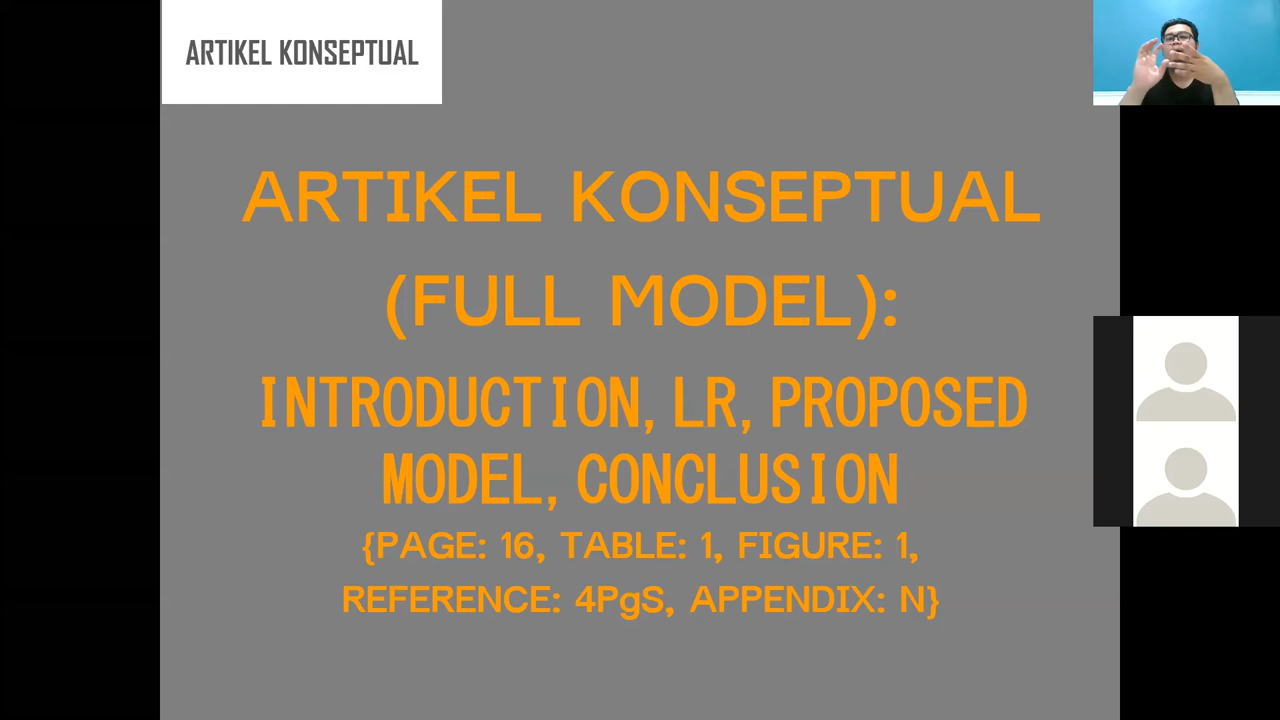 ARTIKEL KONSEPTUAL
ARTIKEL KONSEPTUAL
(FULL MODEL):
INTRODUCTION, LR, PROPOSED
MODEL, CONCLUSION
{PAGE: 16, TABLE: 1, FIGURE: 1,
REFERENCE: 4PgS, APPENDIX: N}